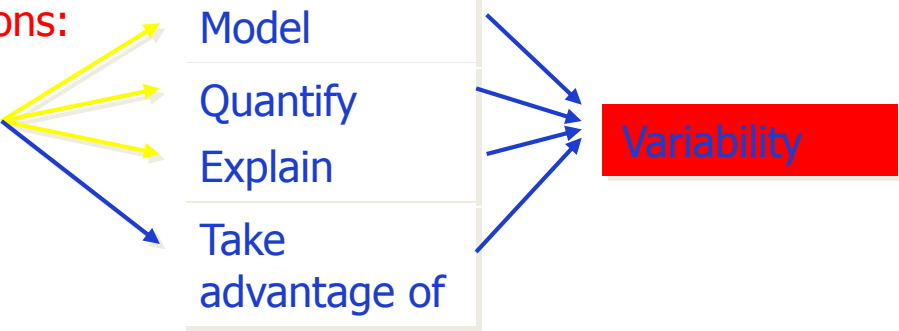 ons:
Model
Quantify
Explain
Take
advantage of
Variability